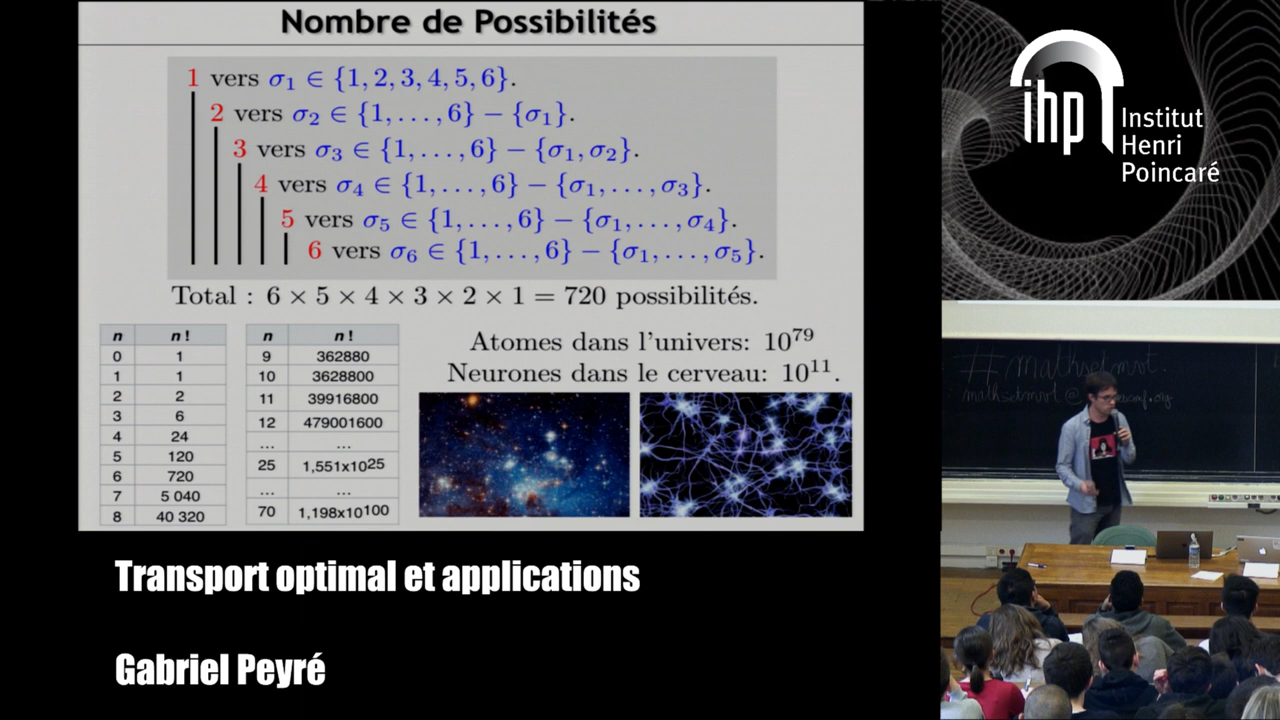 Nombre de Possibilités
1 vers σ₁ ∈ {1, 2, 3, 4, 5, 6}.
2 vers σ₂ ∈ {1, . . . , 6} − {σ₁}.
3 vers σ₃ ∈ {1, . . . , 6} − {σ₁, σ₂}.
4 vers σ₄ ∈ {1, . . . , 6} − {σ₁, . . . , σ₃}.
5 vers σ₅ ∈ {1, . . . , 6} − {σ₁, . . . , σ₄}.
6 vers σ₆ ∈ {1, . . . , 6} − {σ₁, . . . , σ₅}.
Total : 6 × 5 × 4 × 3 × 2 × 1 = 720 possibilités.
n n!
0 1
1 1
2 2
3 6
4 24
5 120
6 720
7 5 040
8 40 320
n n!
9 362880
10 3628800
11 39916800
12 479001600
... ...
25 1,551x10²⁵
... ...
70 1,198x10¹⁰⁰
Atomes dans l'univers: 10⁷⁹
Neurones dans le cerveau: 10¹¹.
ihp
Institut
Henri
Poincaré
#mathsetmvt.
mathsetmvt@
.org
Transport optimal et applications
Gabriel Peyré